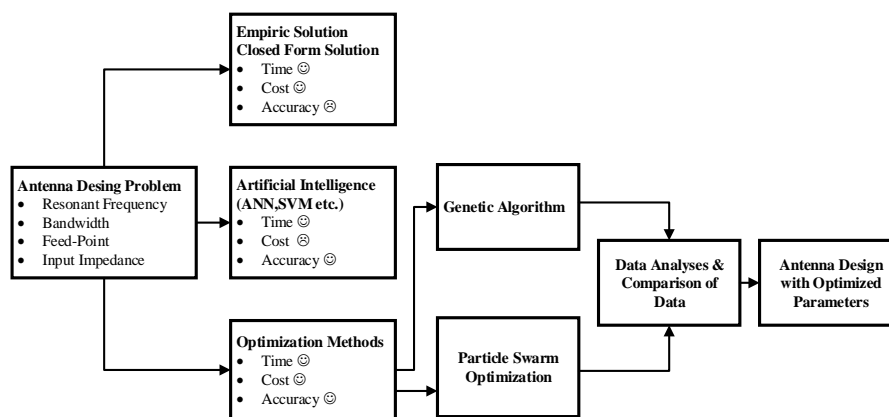 Empiric Solution
Closed Form Solution
• Time ☺
• Cost ☺
• Accuracy ☹
Antenna Desing Problem
• Resonant Frequency
• Bandwidth
• Feed-Point
• Input Impedance
Artificial Intelligence
(ANN,SVM etc.)
• Time ☺
• Cost ☹
• Accuracy ☺
Optimization Methods
• Time ☺
• Cost ☺
• Accuracy ☺
Genetic Algorithm
Particle Swarm
Optimization
Data Analyses &
Comparison of
Data
Antenna Design
with Optimized
Parameters